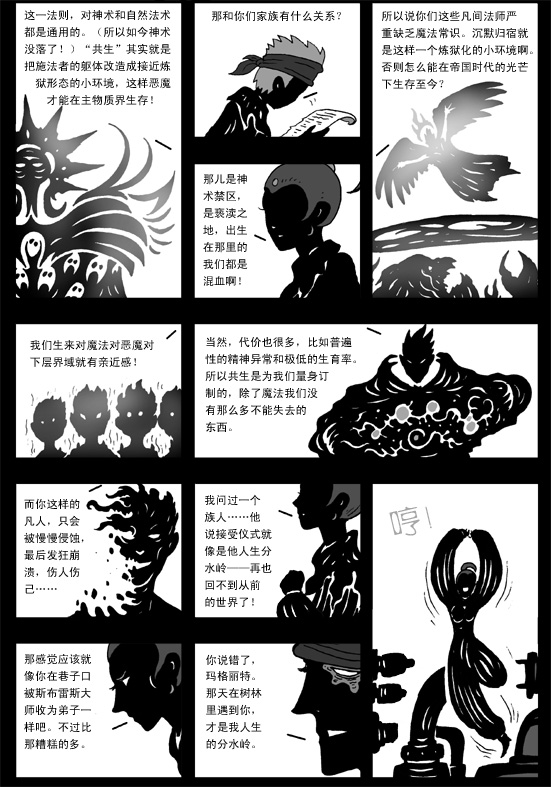 这一法则，对神术和自然法术
都是通用的。（所以如今神术
没落了！）“共生”其实就是
把施法者的躯体改造成接近炼
狱形态的小环境，这样恶魔
才能在主物质界生存！
那和你们家族有什么关系？
那儿是神
术禁区，
是亵渎之
地，出生
在那里的
我们都是
混血啊！
所以说你们这些凡间法师严
重缺乏魔法常识。沉默归宿就
是这样一个炼狱化的小环境啊。
否则怎么能在帝国时代的光芒
下生存至今？
我们生来对魔法对恶魔对
下层界域就有亲近感！
当然，代价也很多，比如普遍
性的精神异常和极低的生育率。
所以共生是为我们量身订
制的，除了魔法我们没
有那么多不能失去的
东西。
而你这样的
凡人，只会
被慢慢侵蚀，
最后发狂崩
溃，伤人伤
己……
我问过一个
族人……他
说接受仪式就
像是他人生分
水岭——再也
回不到从前
的世界了！
哼！
那感觉应该就
像你在巷子口
被斯布雷斯大
师收为弟子一
样吧。不过比
那糟糕的多。
你说错了，
玛格丽特。
那天在树林
里遇到你，
才是我人生
的分水岭。